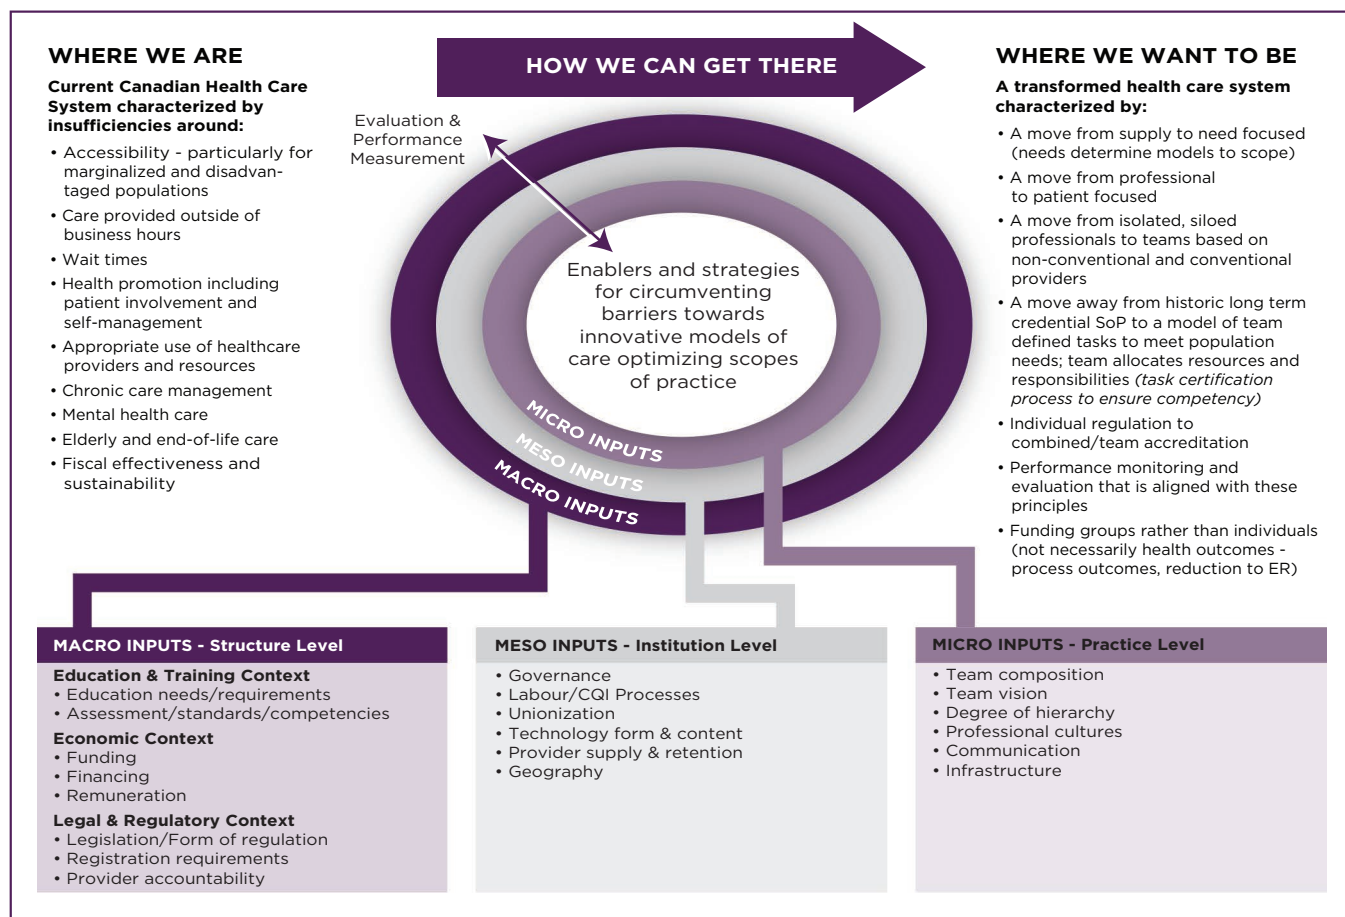 WHERE WE ARE
Current Canadian Health Care
System characterized by
insufficiencies around:
• Accessibility - particularly for
marginalized and disadvan-
taged populations
• Care provided outside of
business hours
• Wait times
• Health promotion including
patient involvement and
self-management
• Appropriate use of healthcare
providers and resources
• Chronic care management
• Mental health care
• Elderly and end-of-life care
• Fiscal effectiveness and
sustainability
HOW WE CAN GET THERE
Evaluation &
Performance
Measurement
Enablers and strategies
for circumventing
barriers towards
innovative models of
care optimizing scopes
of practice
MICRO INPUTS
MESO INPUTS
MACRO INPUTS
WHERE WE WANT TO BE
A transformed health care system
characterized by:
• A move from supply to need focused
(needs determine models to scope)
• A move from professional
to patient focused
• A move from isolated, siloed
professionals to teams based on
non-conventional and conventional
providers
• A move away from historic long term
credential SoP to a model of team
defined tasks to meet population
needs; team allocates resources and
responsibilities (task certification
process to ensure competency)
• Individual regulation to
combined/team accreditation
• Performance monitoring and
evaluation that is aligned with these
principles
• Funding groups rather than individuals
(not necessarily health outcomes -
process outcomes, reduction to ER)
MACRO INPUTS - Structure Level
Education & Training Context
• Education needs/requirements
• Assessment/standards/competencies
Economic Context
• Funding
• Financing
• Remuneration
Legal & Regulatory Context
• Legislation/Form of regulation
• Registration requirements
• Provider accountability
MESO INPUTS - Institution Level
• Governance
• Labour/CQI Processes
• Unionization
• Technology form & content
• Provider supply & retention
• Geography
MICRO INPUTS - Practice Level
• Team composition
• Team vision
• Degree of hierarchy
• Professional cultures
• Communication
• Infrastructure